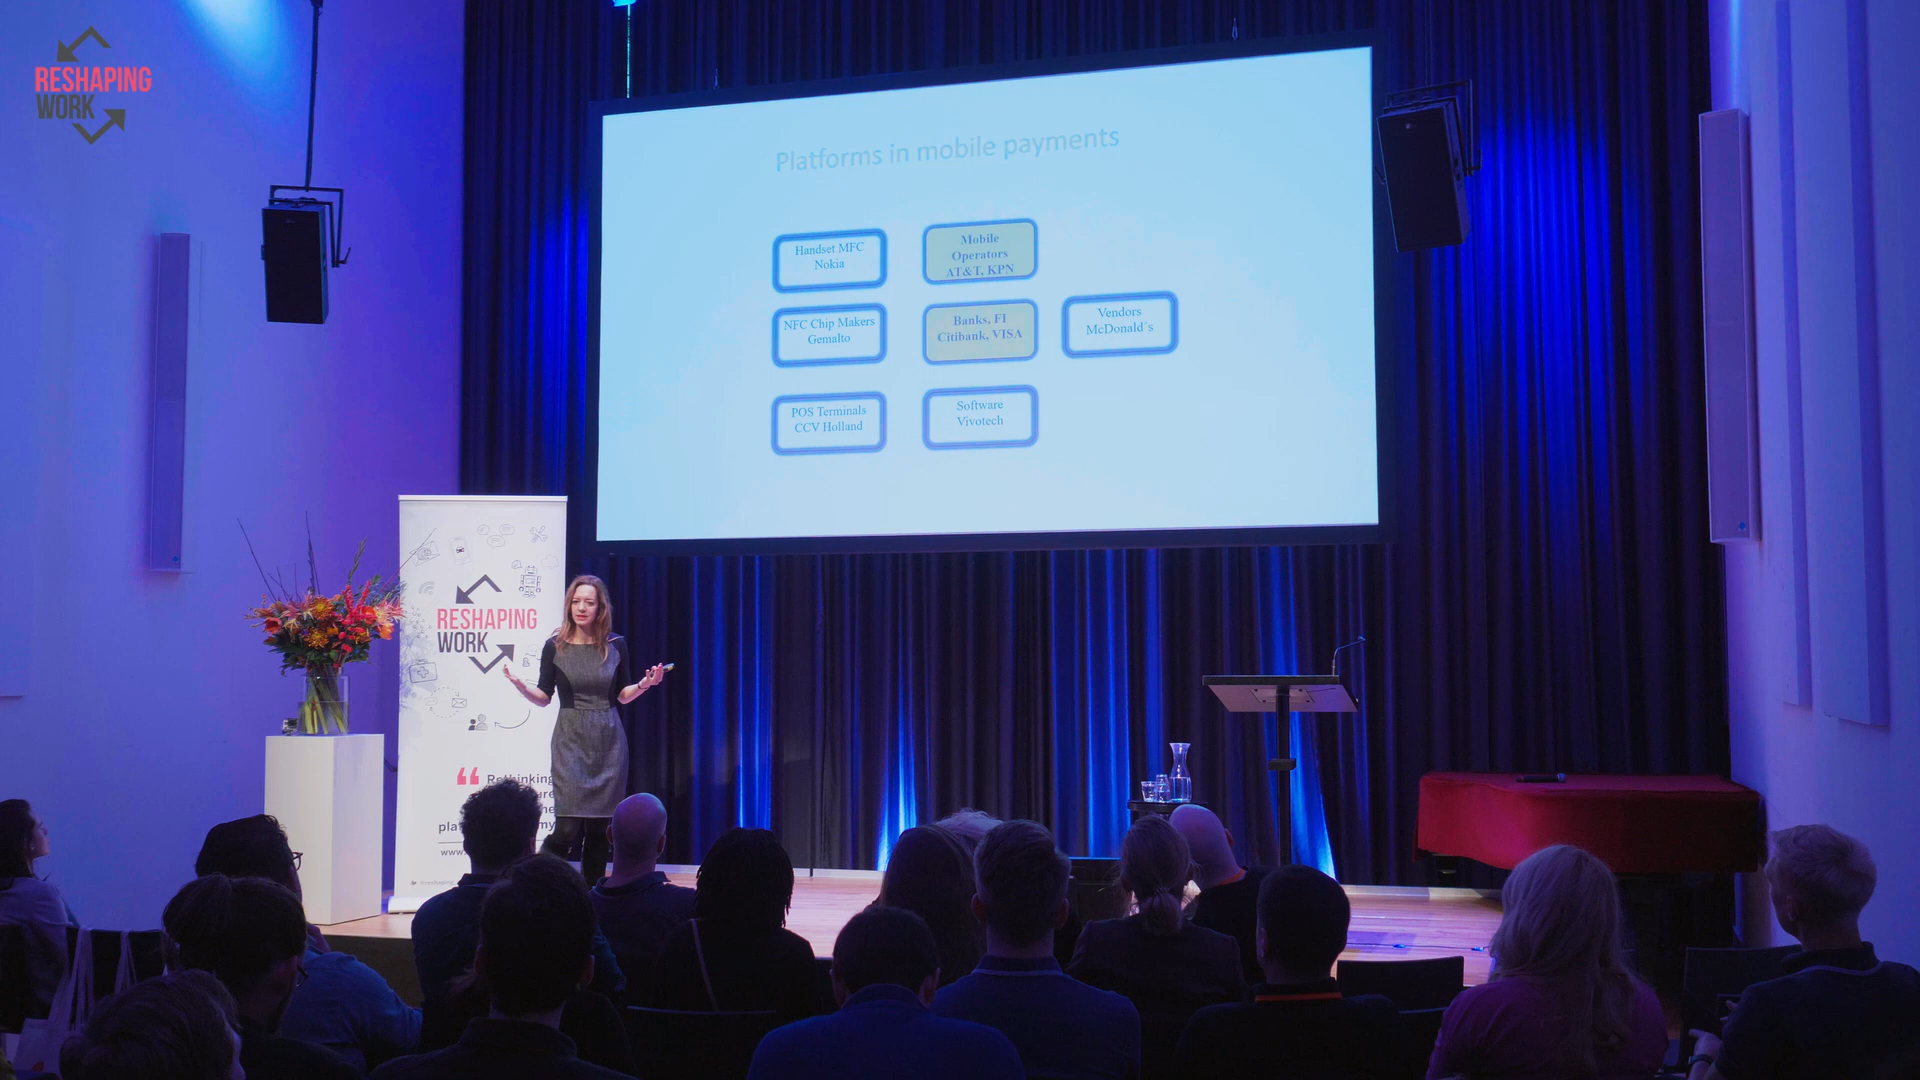 RESHAPING
WORK
Platforms in mobile payments
Handset MFC
Nokia
Mobile
Operators
AT&T, KPN
NFC Chip Makers
Gemalto
Banks, FI
Citibank, VISA
Vendors
McDonald´s
POS Terminals
CCV Holland
Software
Vivotech
RESHAPING
WORK